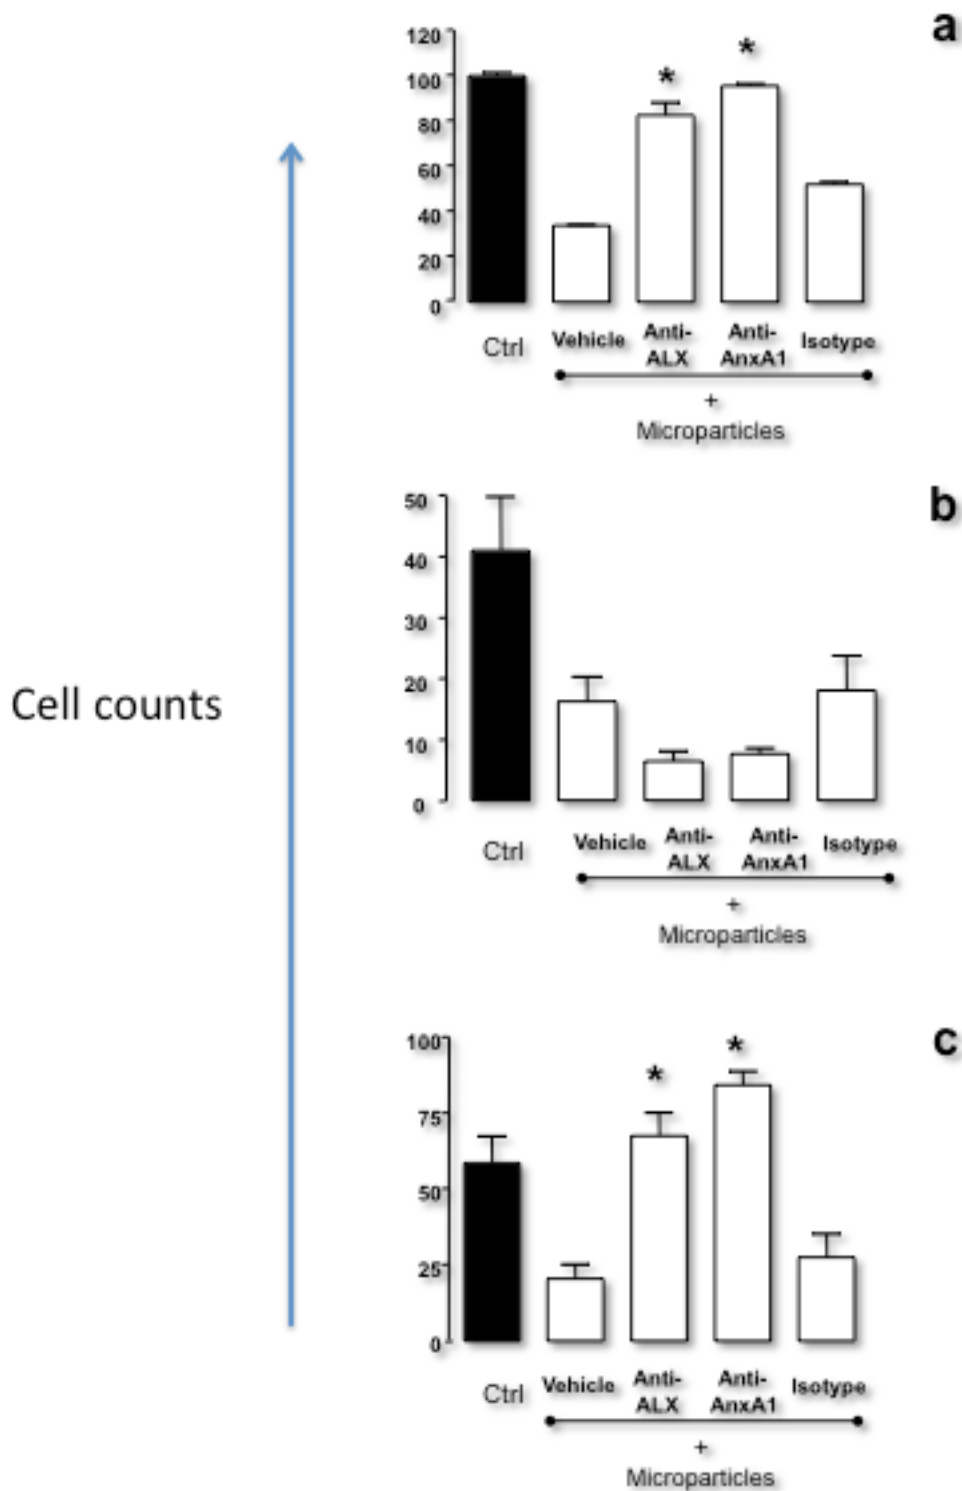 a
120
100
80
60
40
20
0
* *
Ctrl Vehicle Anti-ALX Anti-AnxA1 Isotype
+
Microparticles
b
50
40
30
20
10
0
Cell counts
Ctrl Vehicle Anti-ALX Anti-AnxA1 Isotype
+
Microparticles
c
100
75
50
25
0
* *
Ctrl Vehicle Anti-ALX Anti-AnxA1 Isotype
+
Microparticles